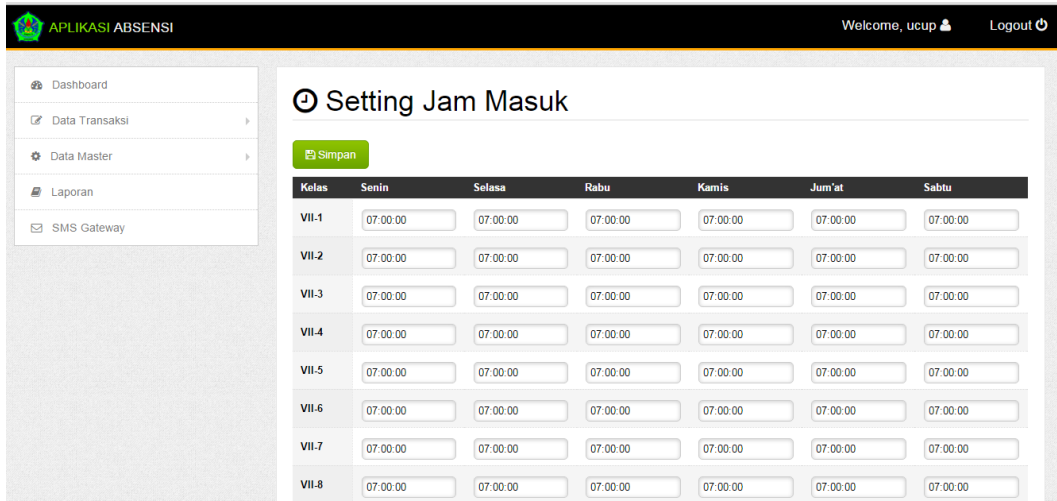 APLIKASI ABSENSI
Welcome, ucup
Logout
Dashboard
Data Transaksi
Data Master
Laporan
SMS Gateway
Setting Jam Masuk
Simpan
Kelas Senin Selasa Rabu Kamis Jum'at Sabtu
VII-1 07:00:00 07:00:00 07:00:00 07:00:00 07:00:00 07:00:00
VII-2 07:00:00 07:00:00 07:00:00 07:00:00 07:00:00 07:00:00
VII-3 07:00:00 07:00:00 07:00:00 07:00:00 07:00:00 07:00:00
VII-4 07:00:00 07:00:00 07:00:00 07:00:00 07:00:00 07:00:00
VII-5 07:00:00 07:00:00 07:00:00 07:00:00 07:00:00 07:00:00
VII-6 07:00:00 07:00:00 07:00:00 07:00:00 07:00:00 07:00:00
VII-7 07:00:00 07:00:00 07:00:00 07:00:00 07:00:00 07:00:00
VII-8 07:00:00 07:00:00 07:00:00 07:00:00 07:00:00 07:00:00